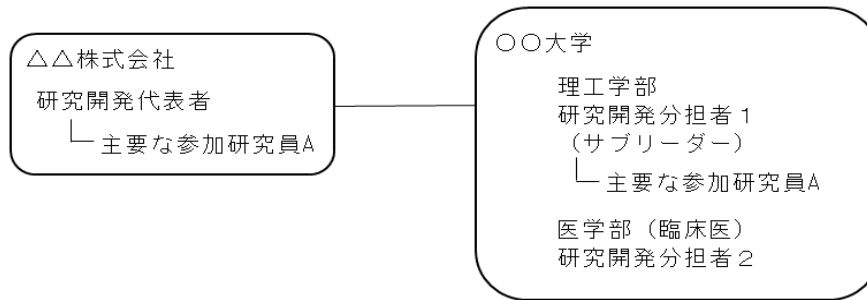 △△株式会社
研究開発代表者
主要な参加研究員A
○○大学
理工学部
研究開発分担者１
（サブリーダー）
主要な参加研究員A
医学部（臨床医）
研究開発分担者２